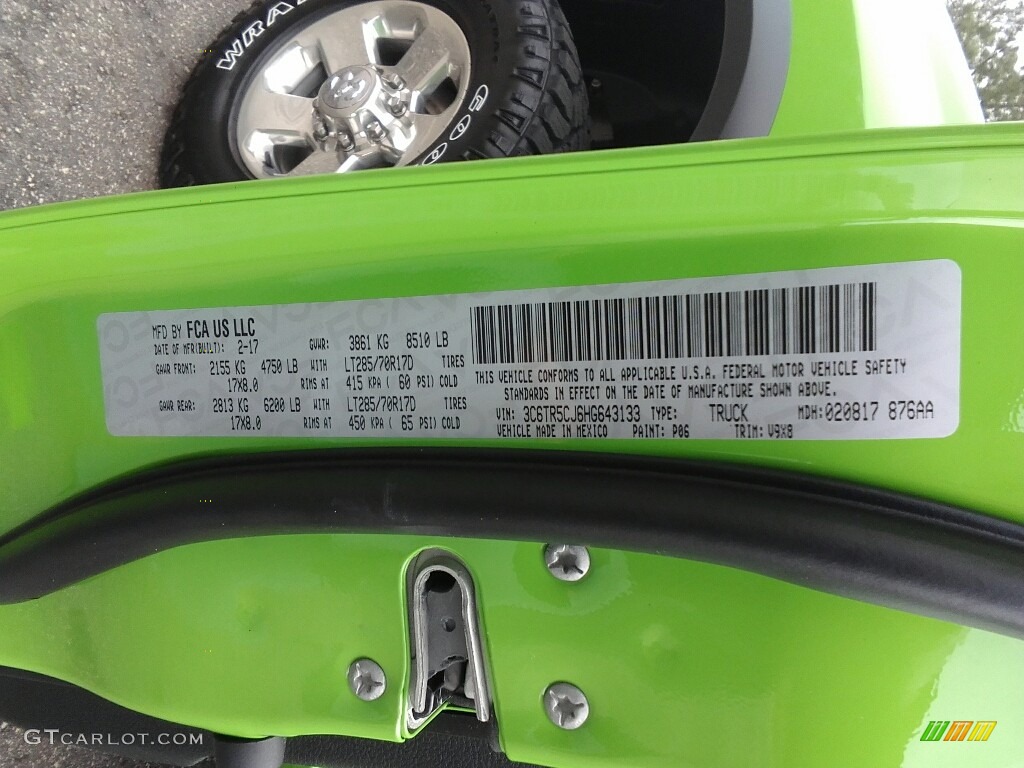 WRAN
GOO
MFD BY FCA US LLC
DATE OF MFR(BUILT): 2-17 GVWR: 3861 KG 8510 LB
GAWR FRONT: 2155 KG 4750 LB WITH LT285/70R17D TIRES
17X8.0 RIMS AT 415 KPA ( 60 PSI) COLD
GAWR REAR: 2813 KG 6200 LB WITH LT285/70R17D TIRES
17X8.0 RIMS AT 450 KPA ( 65 PSI) COLD
THIS VEHICLE CONFORMS TO ALL APPLICABLE U.S.A. FEDERAL MOTOR VEHICLE SAFETY
STANDARDS IN EFFECT ON THE DATE OF MANUFACTURE SHOWN ABOVE.
VIN: 3C6TR5CJ6HG643133 TYPE: TRUCK MDH: 020817 876AA
VEHICLE MADE IN MEXICO PAINT: P06 TRIM: V9X8
GTCARLOT.COM